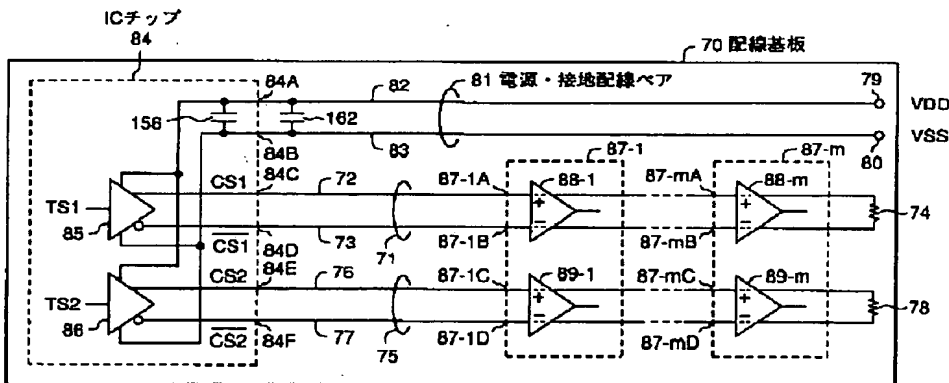 ICチップ
84
70 配線基板
84A
82
81 電源・接地配線ペア
79
VDD
156
162
VSS
84B
83
80
84C
87-1
87-m
CS1
72
87-1A
88-1
87-mA
88-m
TS1
+
+
74
85
CS1
84D
73
71
87-1B
−
87-mB
−
84E
CS2
76
87-1C
89-1
87-mC
89-m
TS2
+
+
78
86
CS2
84F
77
75
87-1D
−
87-mD
−